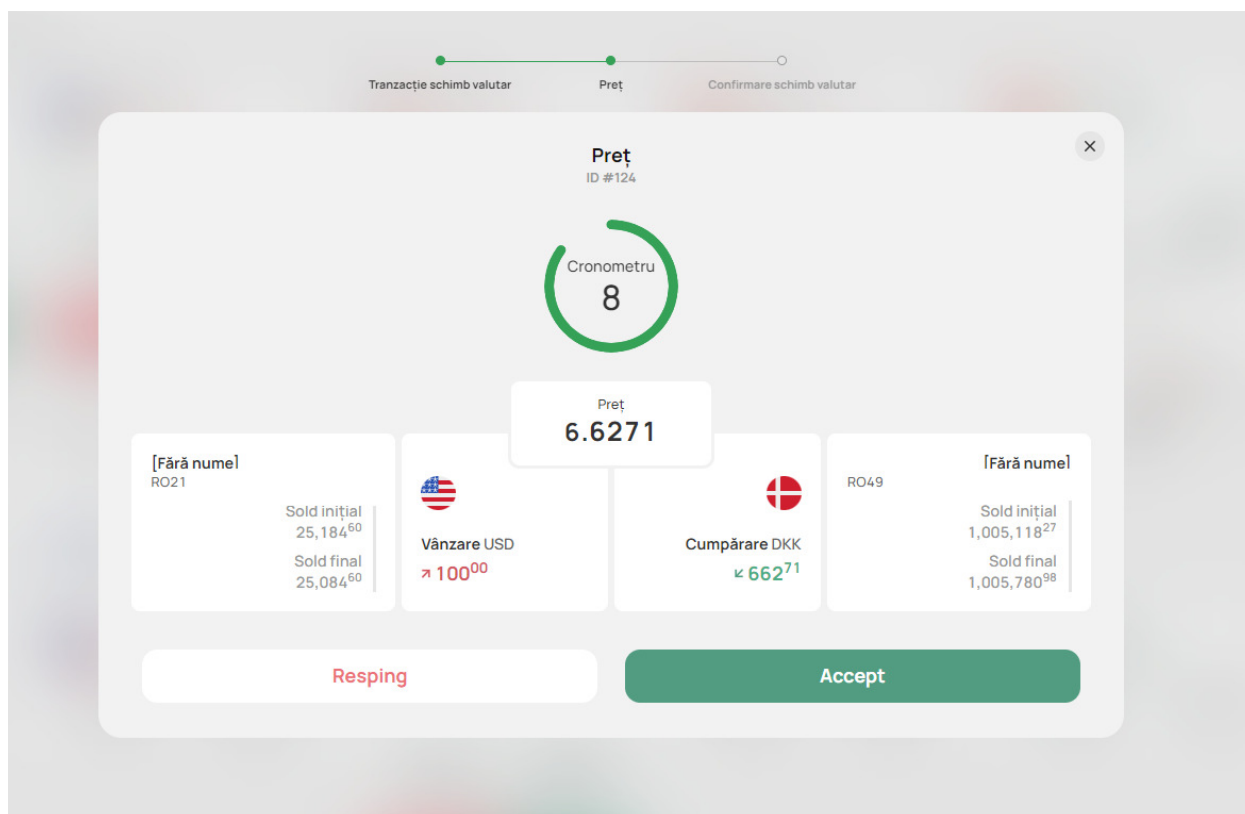 Tranzacție schimb valutar
Preț
Confirmare schimb valutar
Preț
ID #124
Cronometru
8
Preț
6.6271
[Fără nume]
RO21
Sold inițial
25,18460
Sold final
25,08460
Vânzare USD
10000
Cumpărare DKK
66271
[Fără nume]
RO49
Sold inițial
1,005,11827
Sold final
1,005,78098
Resping
Accept